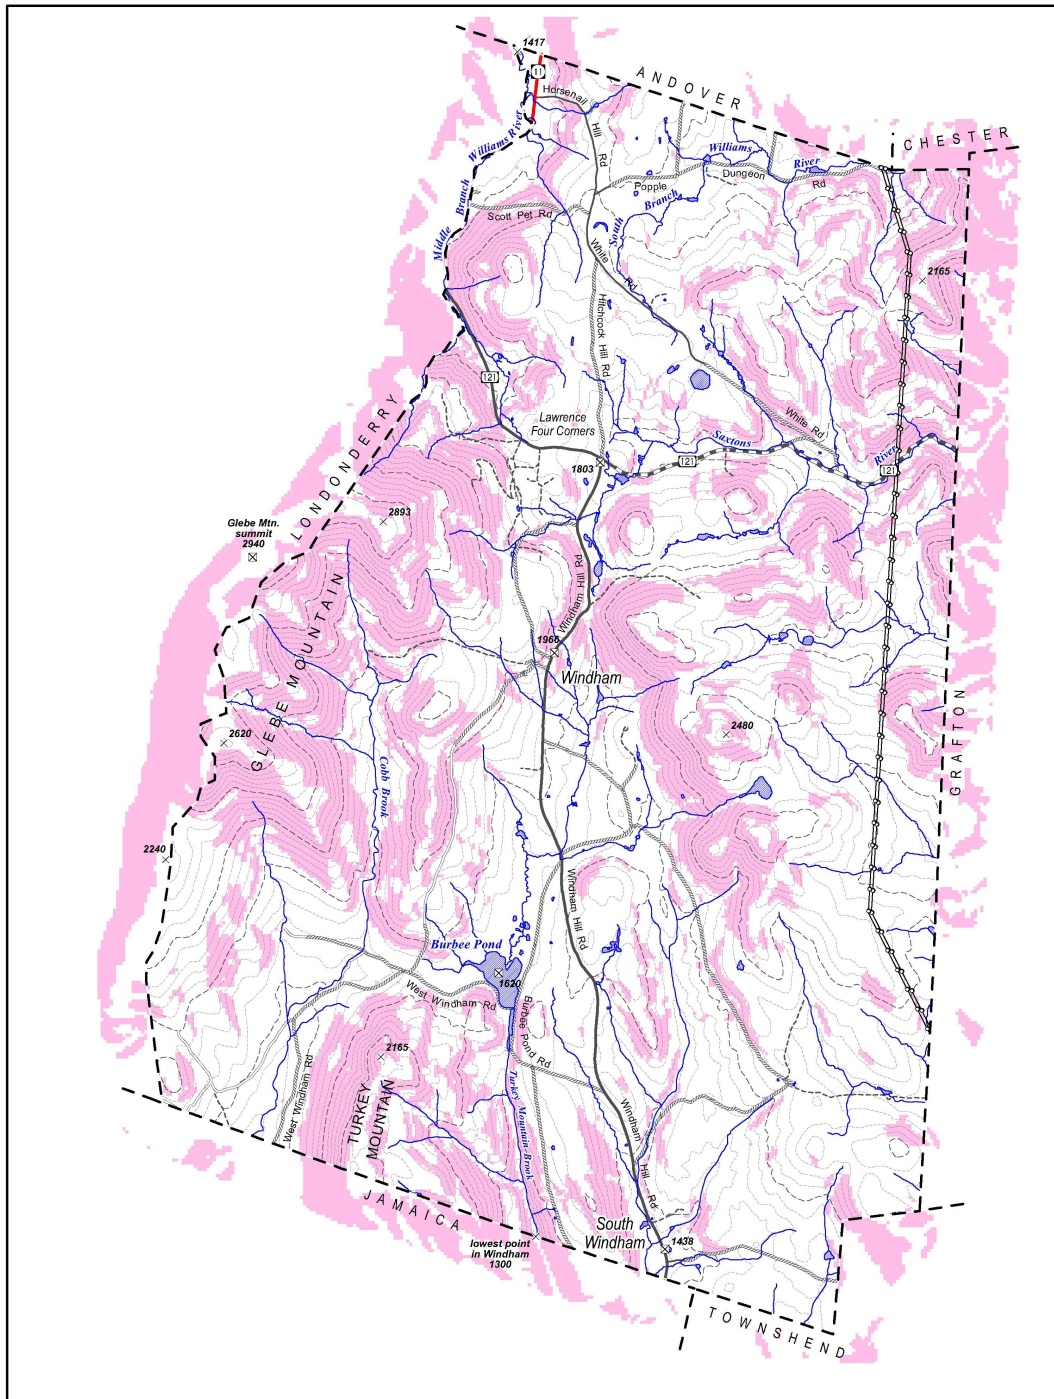 1417
11
ANDOVER
CHESTER
Horsenail
Hill Rd
Williams River
Williams
River
Dungeon
Rd
Popple
Branch
South
Scott Pet Rd
Middle
Branch
White
Rd
2165
Hitchcock Hill Rd
121
LONDONDERRY
Lawrence
Four Corners
White Rd
Saxtons
River
121
121
1803
2893
Glebe Mtn.
summit
2940
Windham
Hill Rd
1966
Windham
GLEBE MOUNTAIN
2620
2480
GRAFTON
Cobb Brook
2240
Windham Hill Rd
Burbee Pond
1620
West Windham Rd
Burbee Pond Rd
2165
West Windham Rd
TURKEY
MOUNTAIN
Turkey Mountain Brook
Windham
Hill
Rd
JAMAICA
South
Windham
1438
lowest point
in Windham
1300
TOWNSHEND